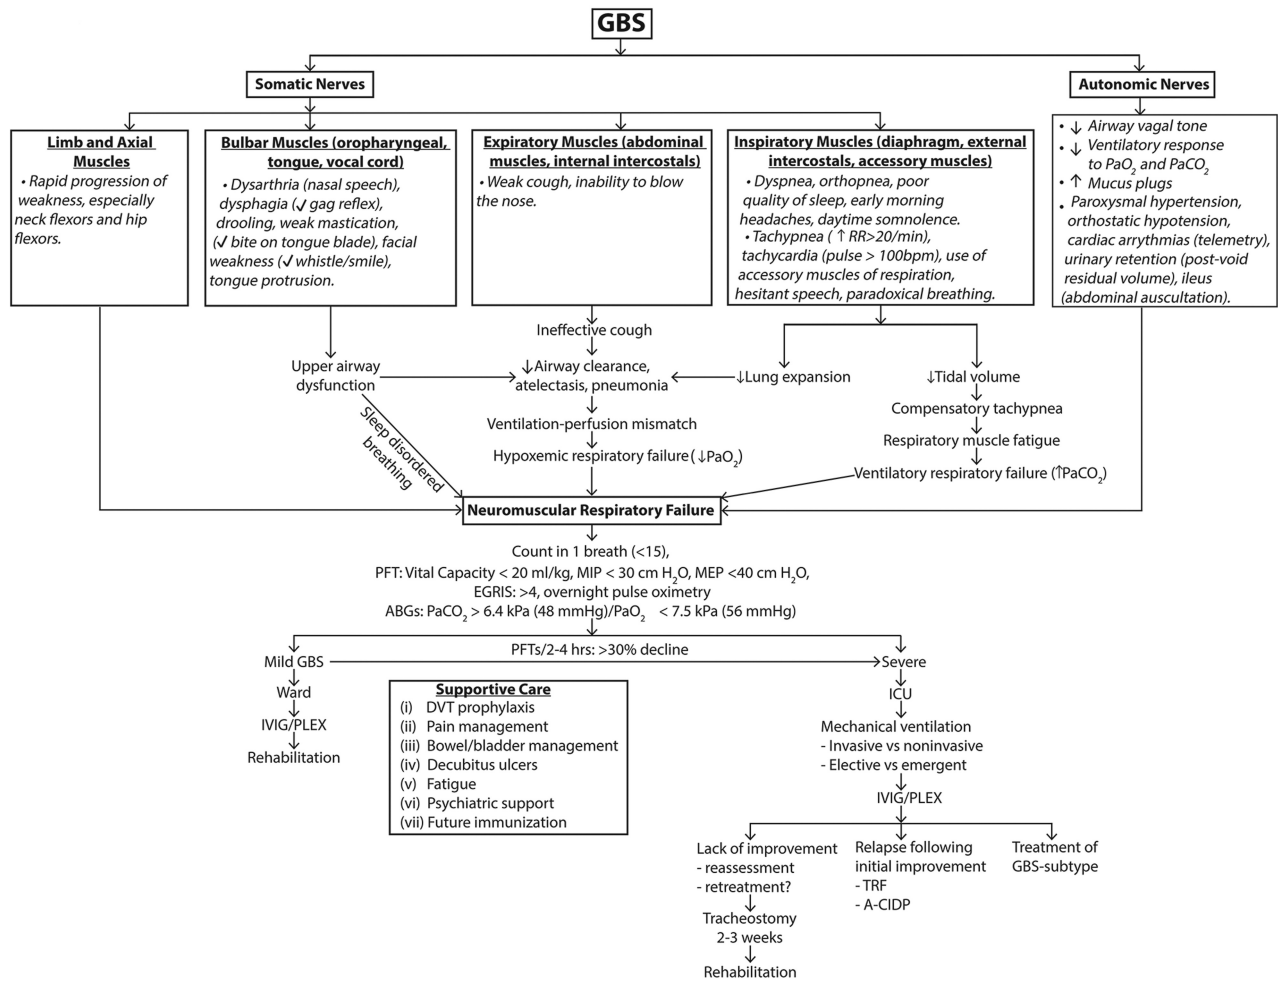 GBS
Somatic Nerves
Autonomic Nerves
Limb and Axial
Muscles
• Rapid progression of
weakness, especially
neck flexors and hip
flexors.
Bulbar Muscles (oropharyngeal,
tongue, vocal cord)
• Dysarthria (nasal speech),
dysphagia (✓ gag reflex),
drooling, weak mastication,
(✓ bite on tongue blade), facial
weakness (✓ whistle/smile),
tongue protrusion.
Expiratory Muscles (abdominal
muscles, internal intercostals)
• Weak cough, inability to blow
the nose.
Inspiratory Muscles (diaphragm, external
intercostals, accessory muscles)
• Dyspnea, orthopnea, poor
quality of sleep, early morning
headaches, daytime somnolence.
• Tachypnea ( ↑ RR>20/min),
tachycardia (pulse > 100bpm), use of
accessory muscles of respiration,
hesitant speech, paradoxical breathing.
• ↓ Airway vagal tone
• ↓ Ventilatory response
to PaO2 and PaCO2
• ↑ Mucus plugs
• Paroxysmal hypertension,
orthostatic hypotension,
cardiac arrythmias (telemetry),
urinary retention (post-void
residual volume), ileus
(abdominal auscultation).
Ineffective cough
Upper airway
dysfunction
↓Airway clearance,
atelectasis, pneumonia
↓Lung expansion
↓Tidal volume
Compensatory tachypnea
Respiratory muscle fatigue
Ventilatory respiratory failure (↑PaCO2)
Ventilation-perfusion mismatch
Hypoxemic respiratory failure (↓PaO2)
Sleep disordered
breathing
Neuromuscular Respiratory Failure
Count in 1 breath (<15),
PFT: Vital Capacity < 20 ml/kg, MIP < 30 cm H2O, MEP <40 cm H2O,
EGRIS: >4, overnight pulse oximetry
ABGs: PaCO2 > 6.4 kPa (48 mmHg)/PaO2 < 7.5 kPa (56 mmHg)
PFTs/2-4 hrs: >30% decline
Mild GBS
Ward
IVIG/PLEX
Rehabilitation
Supportive Care
(i) DVT prophylaxis
(ii) Pain management
(iii) Bowel/bladder management
(iv) Decubitus ulcers
(v) Fatigue
(vi) Psychiatric support
(vii) Future immunization
Severe
ICU
Mechanical ventilation
- Invasive vs noninvasive
- Elective vs emergent
IVIG/PLEX
Lack of improvement
- reassessment
- retreatment?
Tracheostomy
2-3 weeks
Rehabilitation
Relapse following
initial improvement
- TRF
- A-CIDP
Treatment of
GBS-subtype